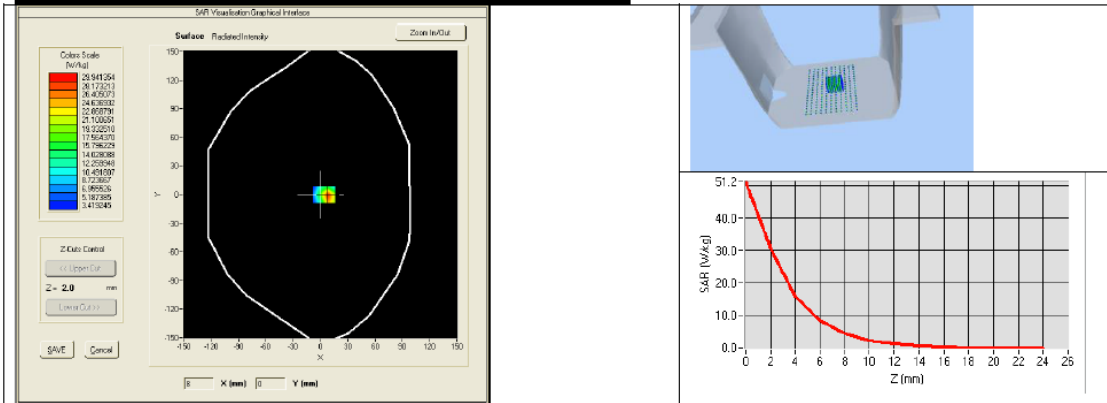 SAR Visualisation Graphical Interface
Surface Radiated Intensity
Zoom In/Out
Colors Scale
(W/kg)
29.941354
28.173213
26.405073
24.636932
22.868791
21.100651
19.332510
17.564370
15.796229
14.028088
12.259948
10.491807
8.723667
6.955526
5.187385
3.419245
Z-Cuts Control
<< Upper Cut
Z = 2.0 mm
Lower Cut >>
SAVE Cancel
150-
120-
90-
60-
30-
Y 0-
-30-
-60-
-90-
-120-
-150-
-150 -120 -90 -60 -30 0 30 60 90 120 150
X
8 X (mm) 0 Y (mm)
51.2-
40.0-
30.0-
20.0-
10.0-
0.0-
SAR (W/kg)
0 2 4 6 8 10 12 14 16 18 20 22 24 26
Z (mm)